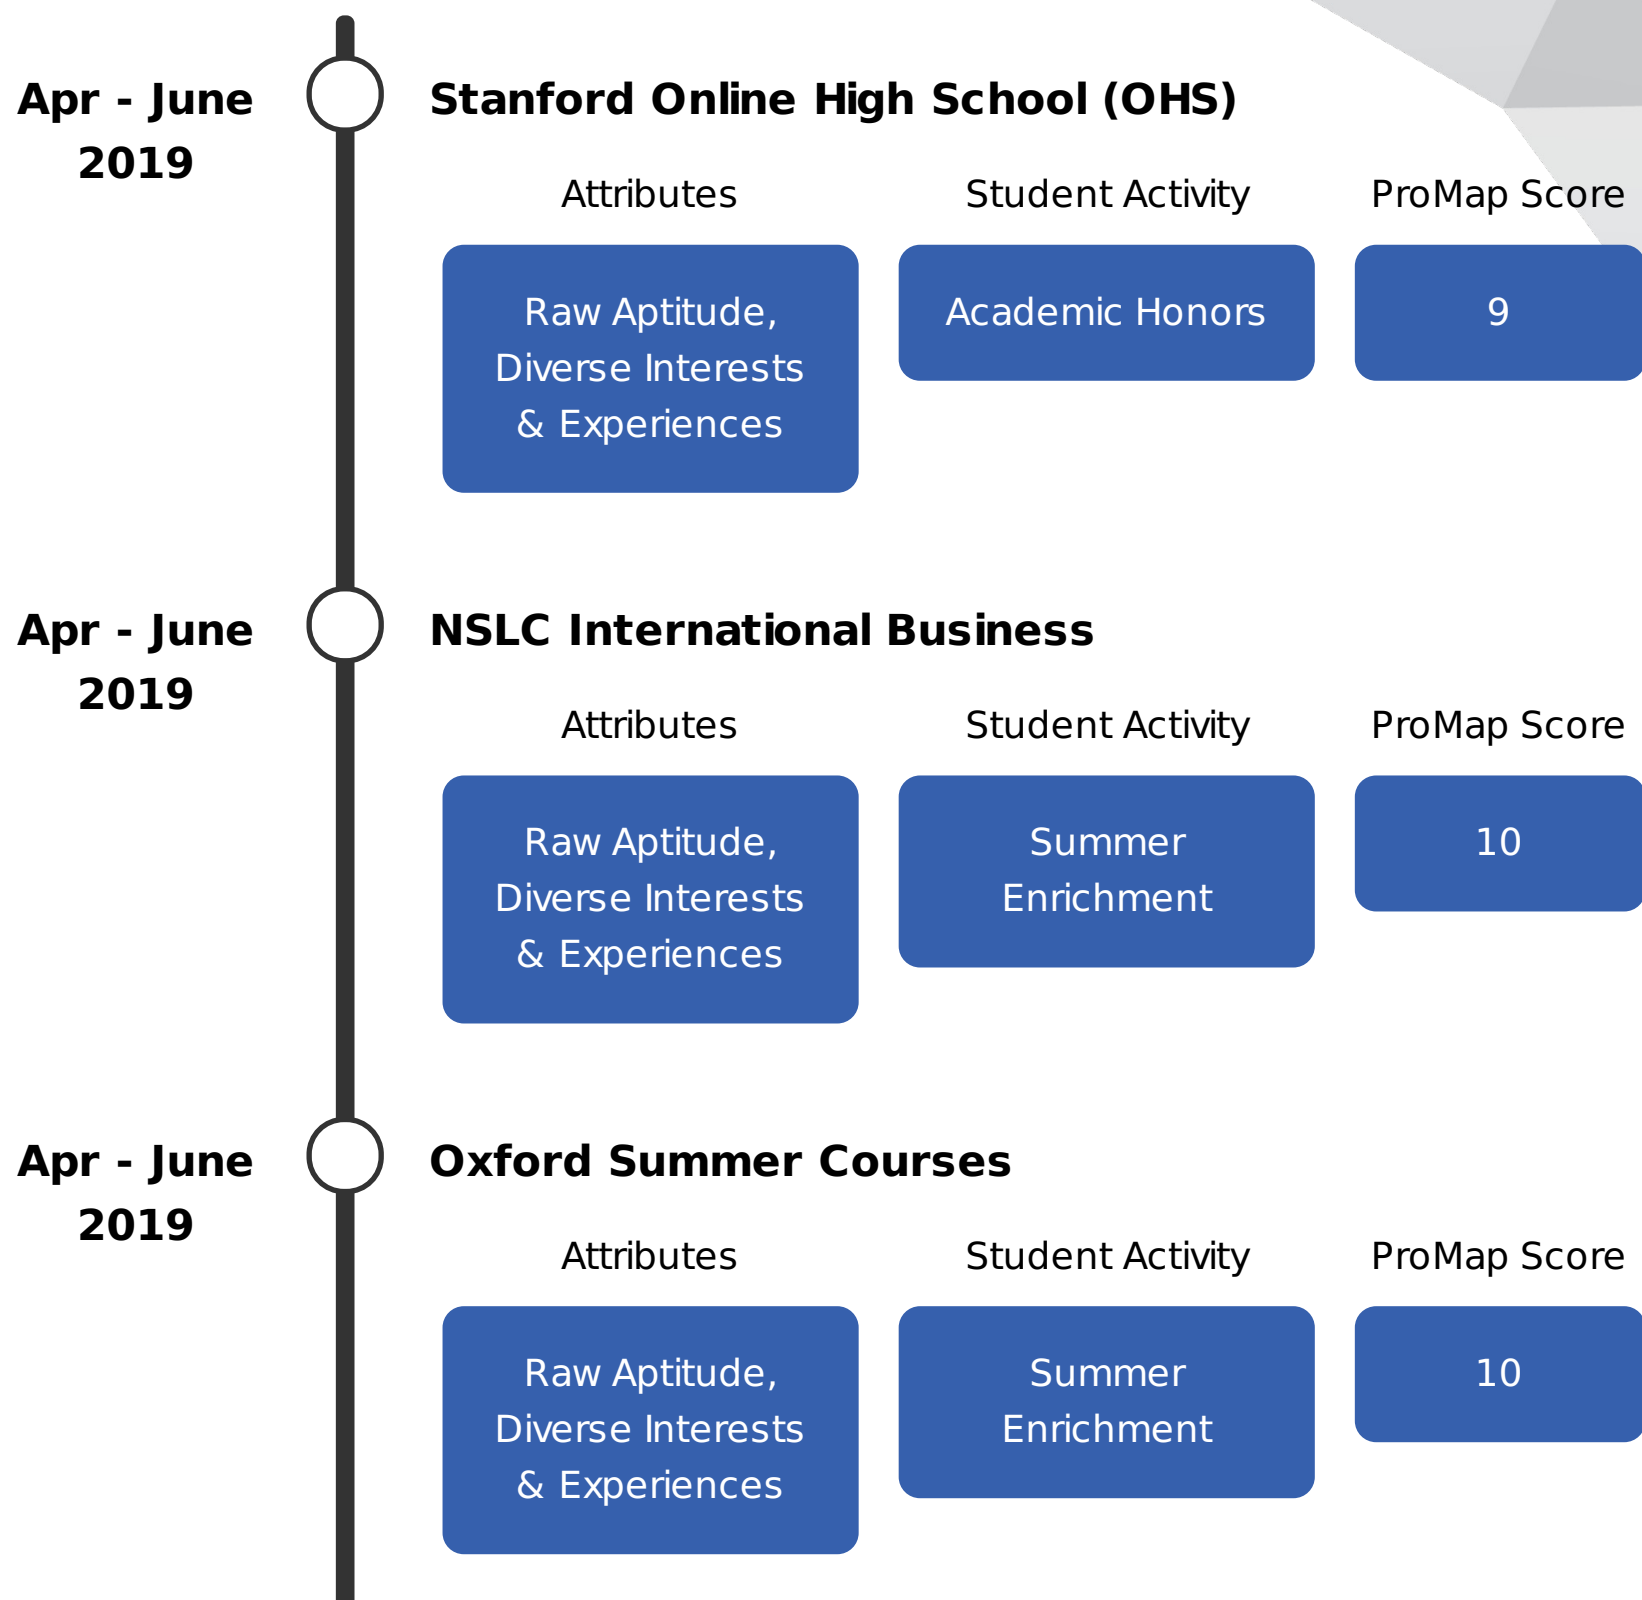 Apr - June
2019
Stanford Online High School (OHS)
Attributes
Student Activity
ProMap Score
Raw Aptitude,
Diverse Interests
& Experiences
Academic Honors
9
Apr - June
2019
NSLC International Business
Attributes
Student Activity
ProMap Score
Raw Aptitude,
Diverse Interests
& Experiences
Summer
Enrichment
10
Apr - June
2019
Oxford Summer Courses
Attributes
Student Activity
ProMap Score
Raw Aptitude,
Diverse Interests
& Experiences
Summer
Enrichment
10